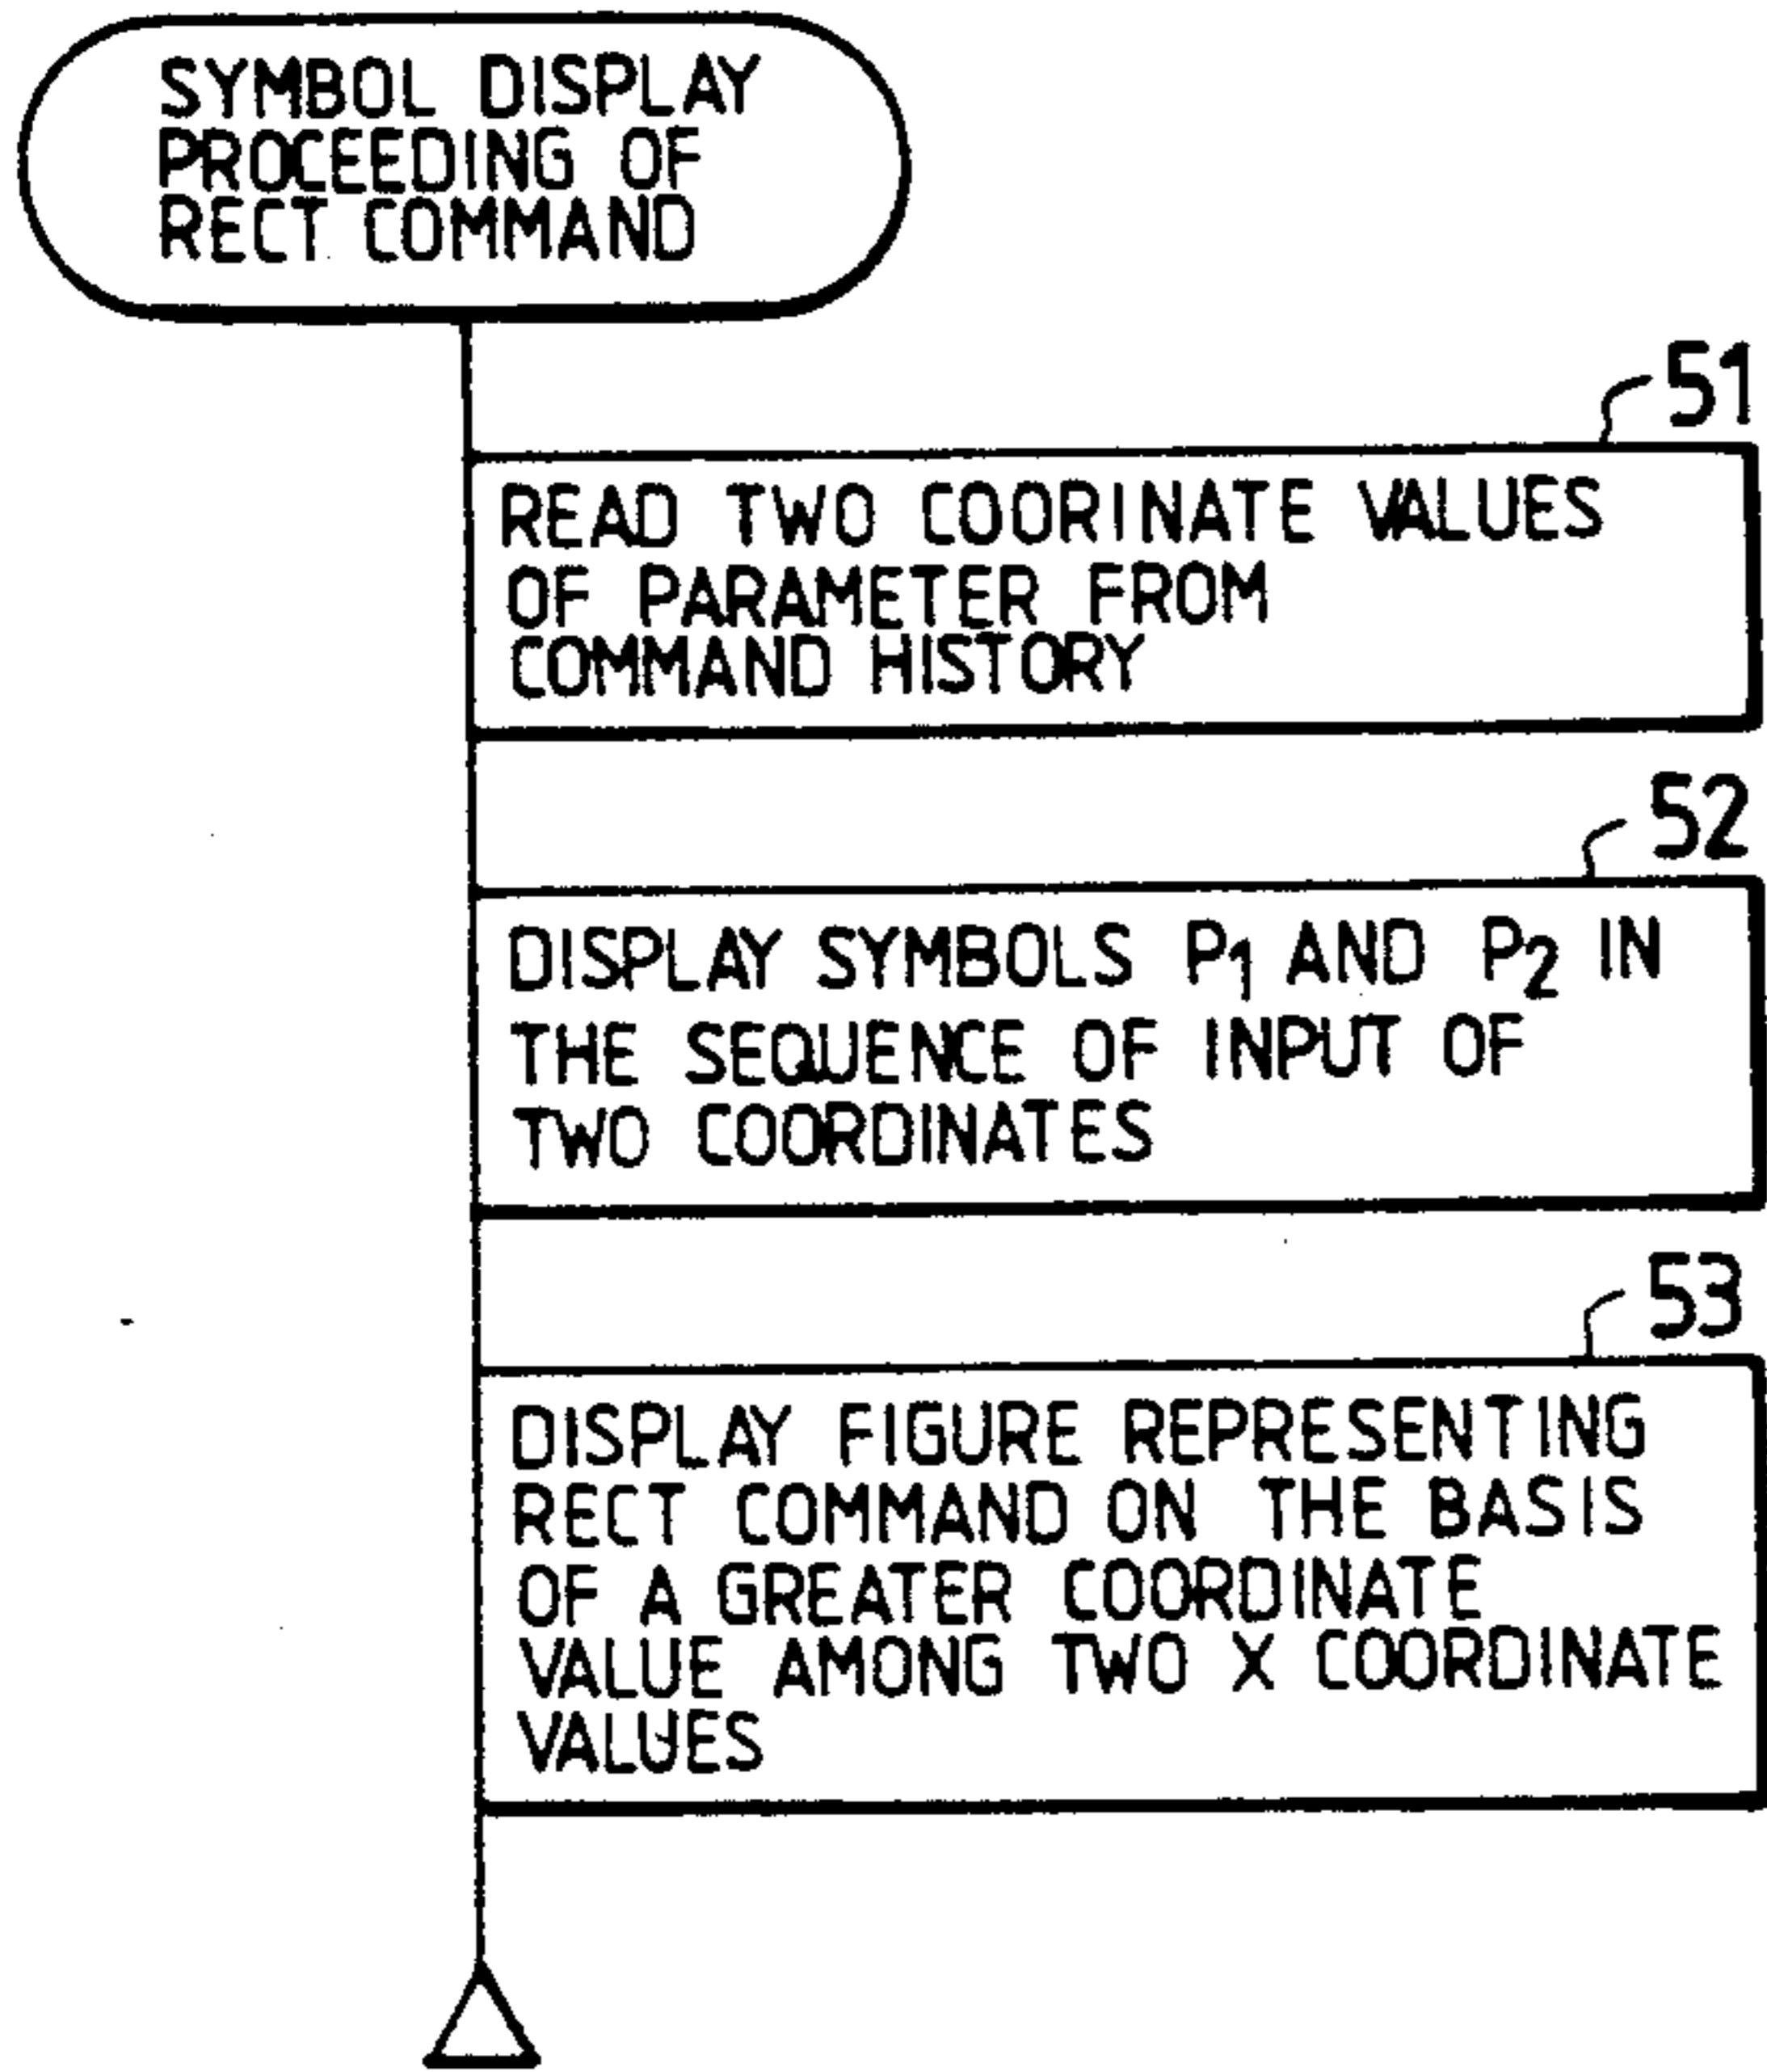 SYMBOL DISPLAY
PROCEEDING OF
RECT COMMAND
51
READ TWO COORINATE VALUES
OF PARAMETER FROM
COMMAND HISTORY
52
DISPLAY SYMBOLS P1 AND P2 IN
THE SEQUENCE OF INPUT OF
TWO COORDINATES
53
DISPLAY FIGURE REPRESENTING
RECT COMMAND ON THE BASIS
OF A GREATER COORDINATE
VALUE AMONG TWO X COORDINATE
VALUES